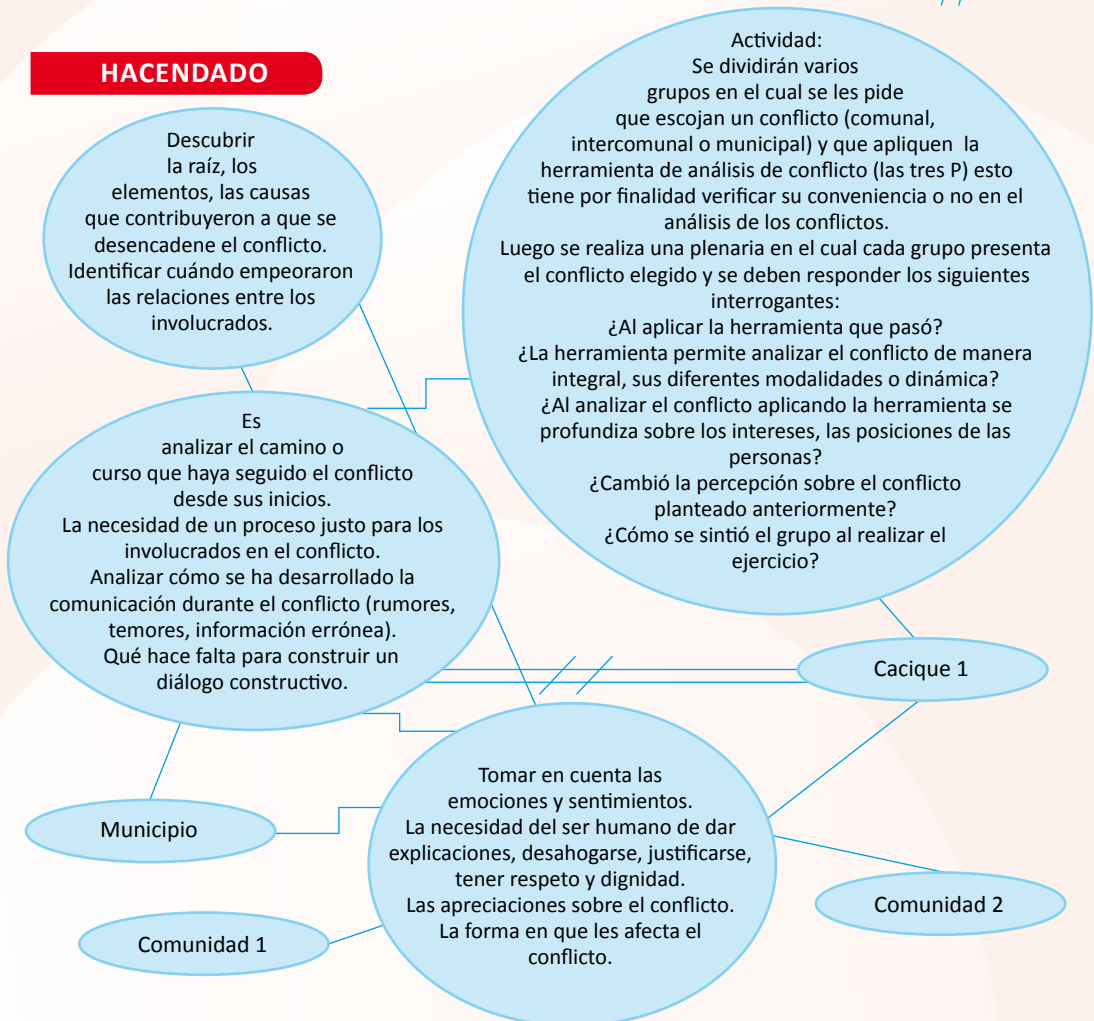 HACENDADO
Descubrir
la raíz, los
elementos, las causas
que contribuyeron a que se
desencadene el conflicto.
Identificar cuándo empeoraron
las relaciones entre los
involucrados.
Actividad:
Se dividirán varios
grupos en el cual se les pide
que escojan un conflicto (comunal,
intercomunal o municipal) y que apliquen la
herramienta de análisis de conflicto (las tres P) esto
tiene por finalidad verificar su conveniencia o no en el
análisis de los conflictos.
Luego se realiza una plenaria en el cual cada grupo presenta
el conflicto elegido y se deben responder los siguientes
interrogantes:
¿Al aplicar la herramienta que pasó?
¿La herramienta permite analizar el conflicto de manera
integral, sus diferentes modalidades o dinámica?
¿Al analizar el conflicto aplicando la herramienta se
profundiza sobre los intereses, las posiciones de las
personas?
¿Cambió la percepción sobre el conflicto
planteado anteriormente?
¿Cómo se sintió el grupo al realizar el
ejercicio?
Es
analizar el camino o
curso que haya seguido el conflicto
desde sus inicios.
La necesidad de un proceso justo para los
involucrados en el conflicto.
Analizar cómo se ha desarrollado la
comunicación durante el conflicto (rumores,
temores, información errónea).
Qué hace falta para construir un
diálogo constructivo.
Cacique 1
Tomar en cuenta las
emociones y sentimientos.
La necesidad del ser humano de dar
explicaciones, desahogarse, justificarse,
tener respeto y dignidad.
Las apreciaciones sobre el conflicto.
La forma en que les afecta el
conflicto.
Municipio
Comunidad 1
Comunidad 2